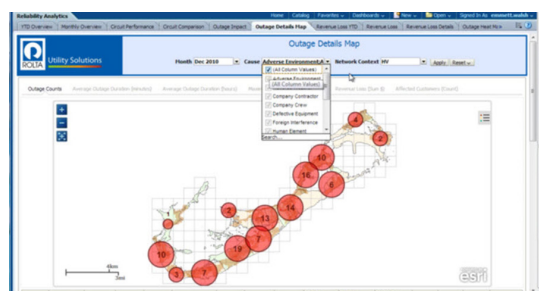 Reliability Analytics
Home Catalog Favorites Dashboards New Open Signed In As emmett.walsh
YTD Overview Monthly Overview Circuit Performance Circuit Comparison Outage Impact Outage Details Map Revenue Loss YTD Revenue Loss Revenue Loss Details Outage Heat Map
Outage Details Map
ROLTA Utility Solutions
Month Dec 2010 Cause Adverse Environment;A Network Context HV Apply Reset
(All Column Values)
Adverse Environment
(All Column Values)
Company Contractor
Company Crew
Defective Equipment
Foreign Interference
Human Element
Search...
Outage Counts Average Outage Duration (Minutes) Average Outage Duration (Hours) Revenue Loss (Sum $) Affected Customers (Count)
4
2
10
16
6
1
2
13
14
7
19
10
3
7
4km
3mi
esri